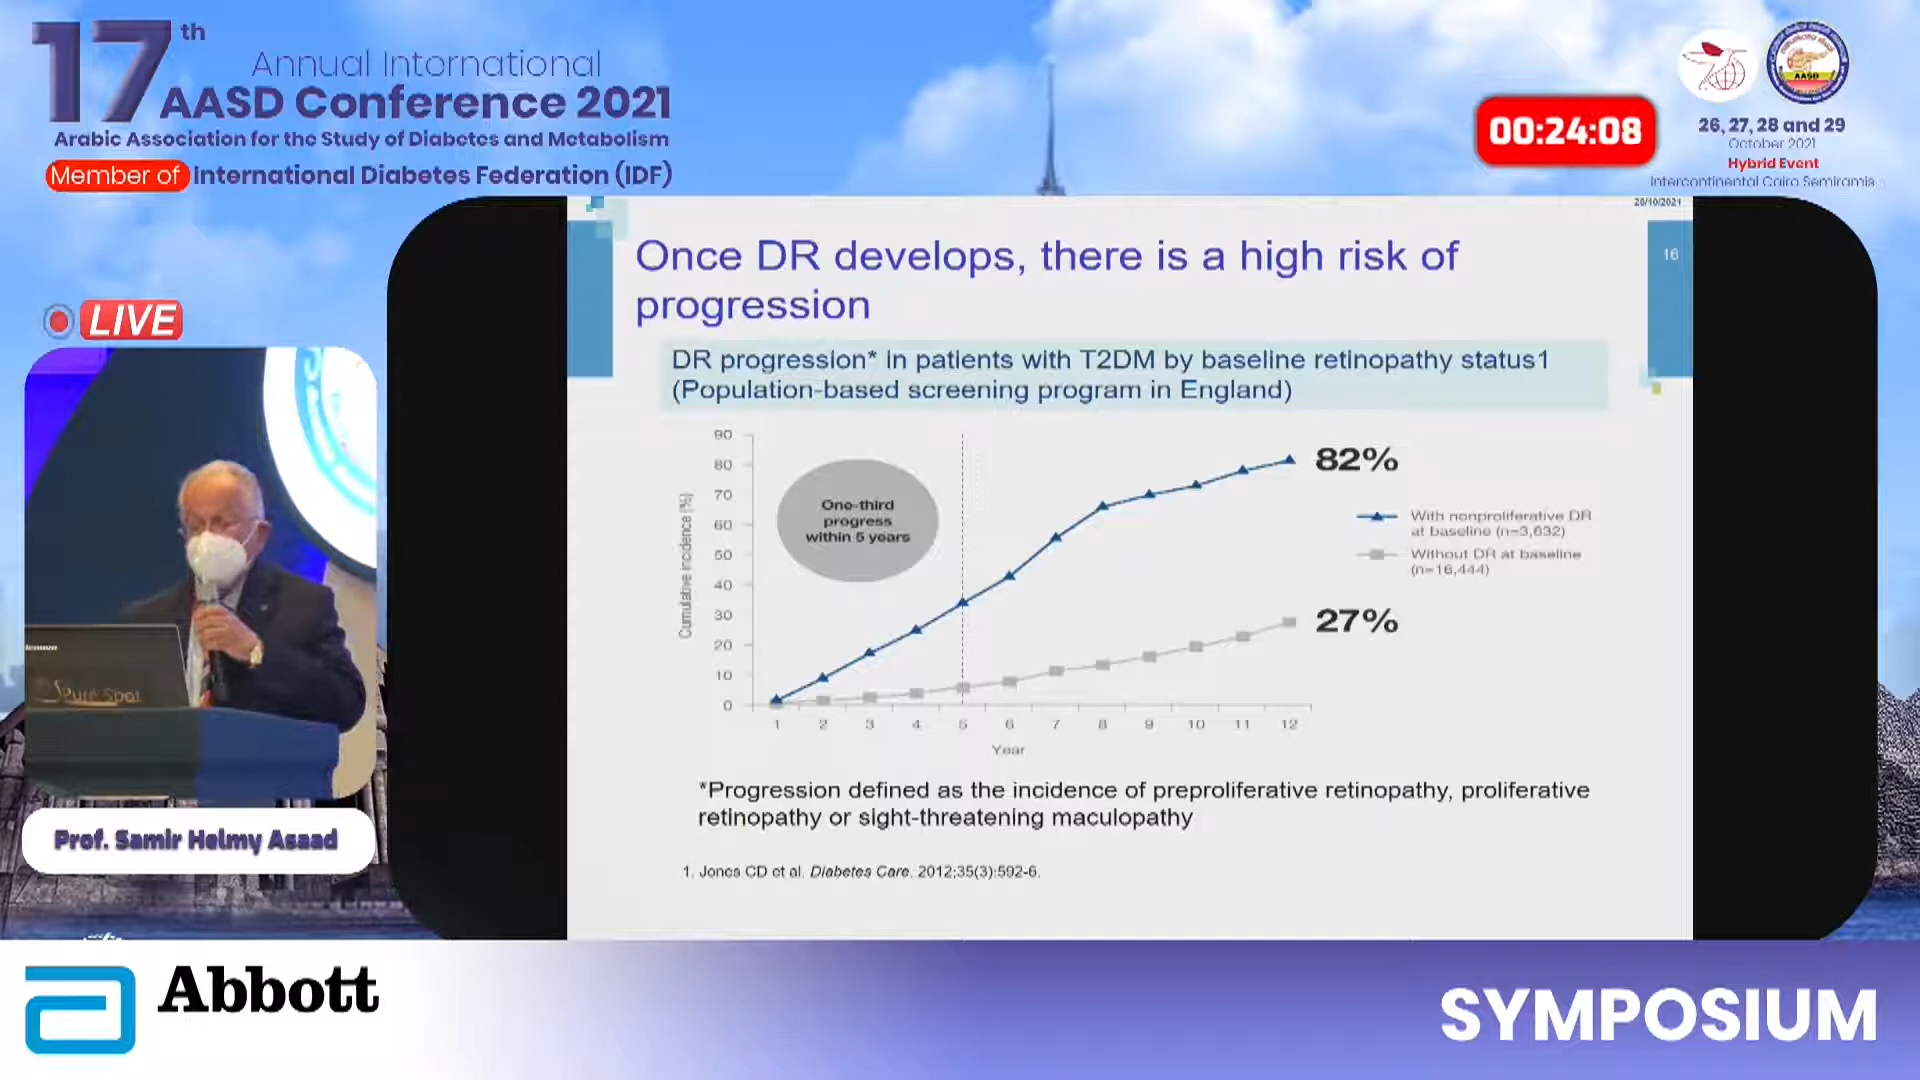 17th
Annual International
AASD Conference 2021
Arabic Association for the Study of Diabetes and Metabolism
Member of International Diabetes Federation (IDF)
00:24:08
AASD
26, 27, 28 and 29
October 2021
Hybrid Event
Intercontinental Cairo Semiramis
LIVE
Prof. Samir Helmy Asaad
28/10/2021
16
Once DR develops, there is a high risk of
progression
DR progression* in patients with T2DM by baseline retinopathy status1
(Population-based screening program in England)
Cumulative incidence (%)
90
80
70
60
50
40
30
20
10
0
One-third
progress
within 5 years
82%
27%
With nonproliferative DR
at baseline (n=3,632)
Without DR at baseline
(n=16,444)
1 2 3 4 5 6 7 8 9 10 11 12
Year
*Progression defined as the incidence of preproliferative retinopathy, proliferative
retinopathy or sight-threatening maculopathy
1. Jones CD et al. Diabetes Care. 2012;35(3):592-6.
Abbott
SYMPOSIUM